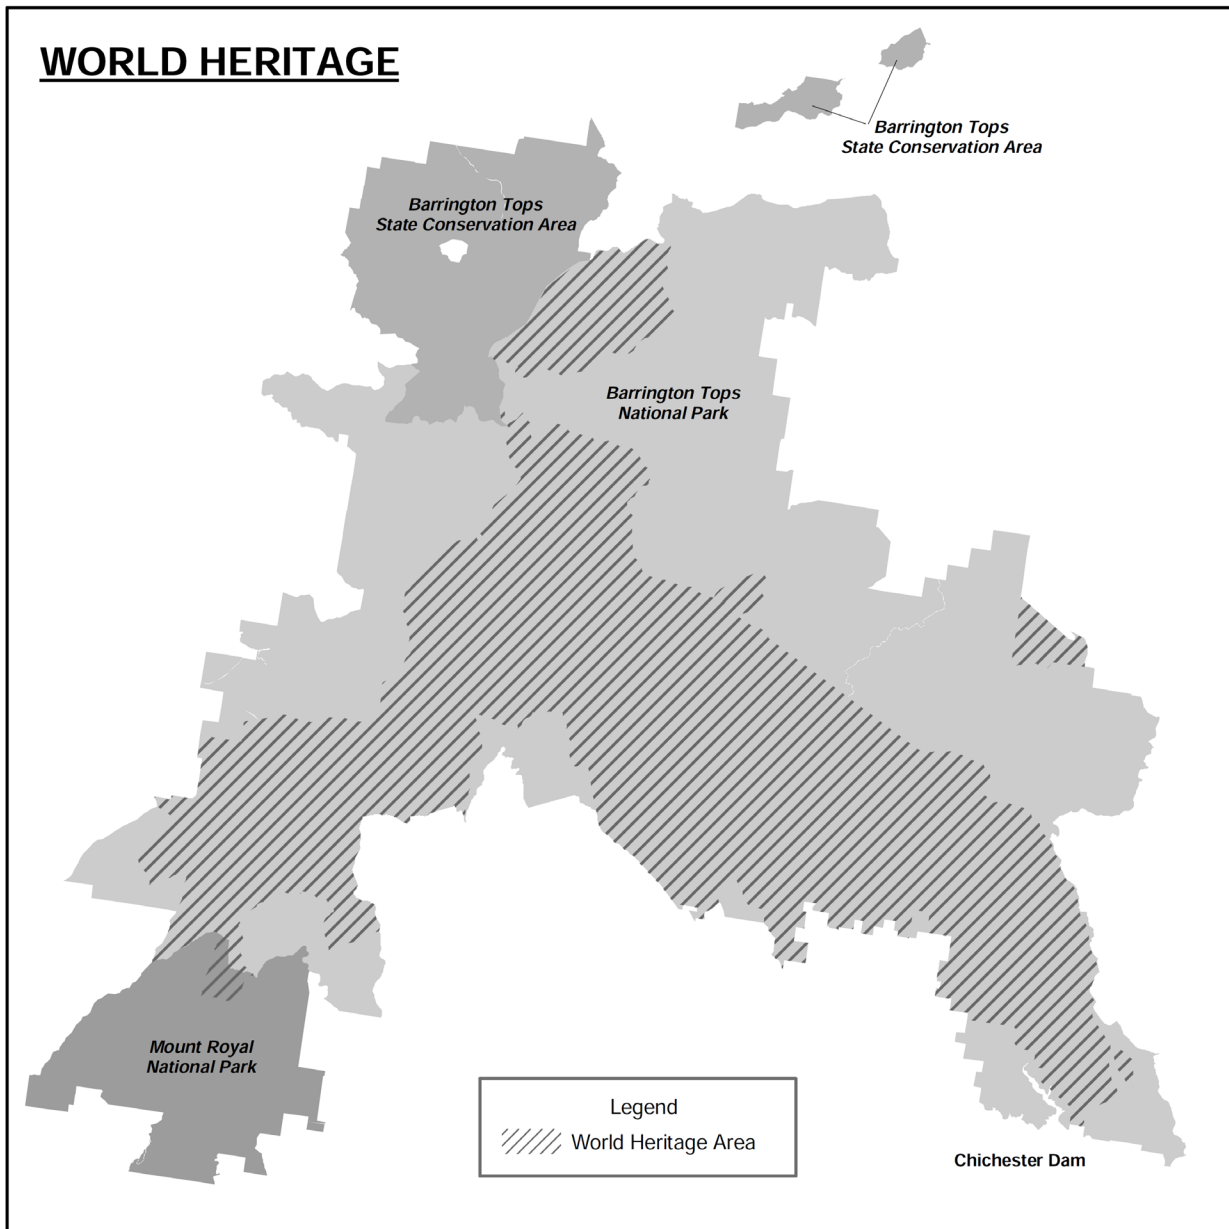 WORLD HERITAGE
Barrington Tops
State Conservation Area
Barrington Tops
State Conservation Area
Barrington Tops
National Park
Mount Royal
National Park
Legend
World Heritage Area
Chichester Dam